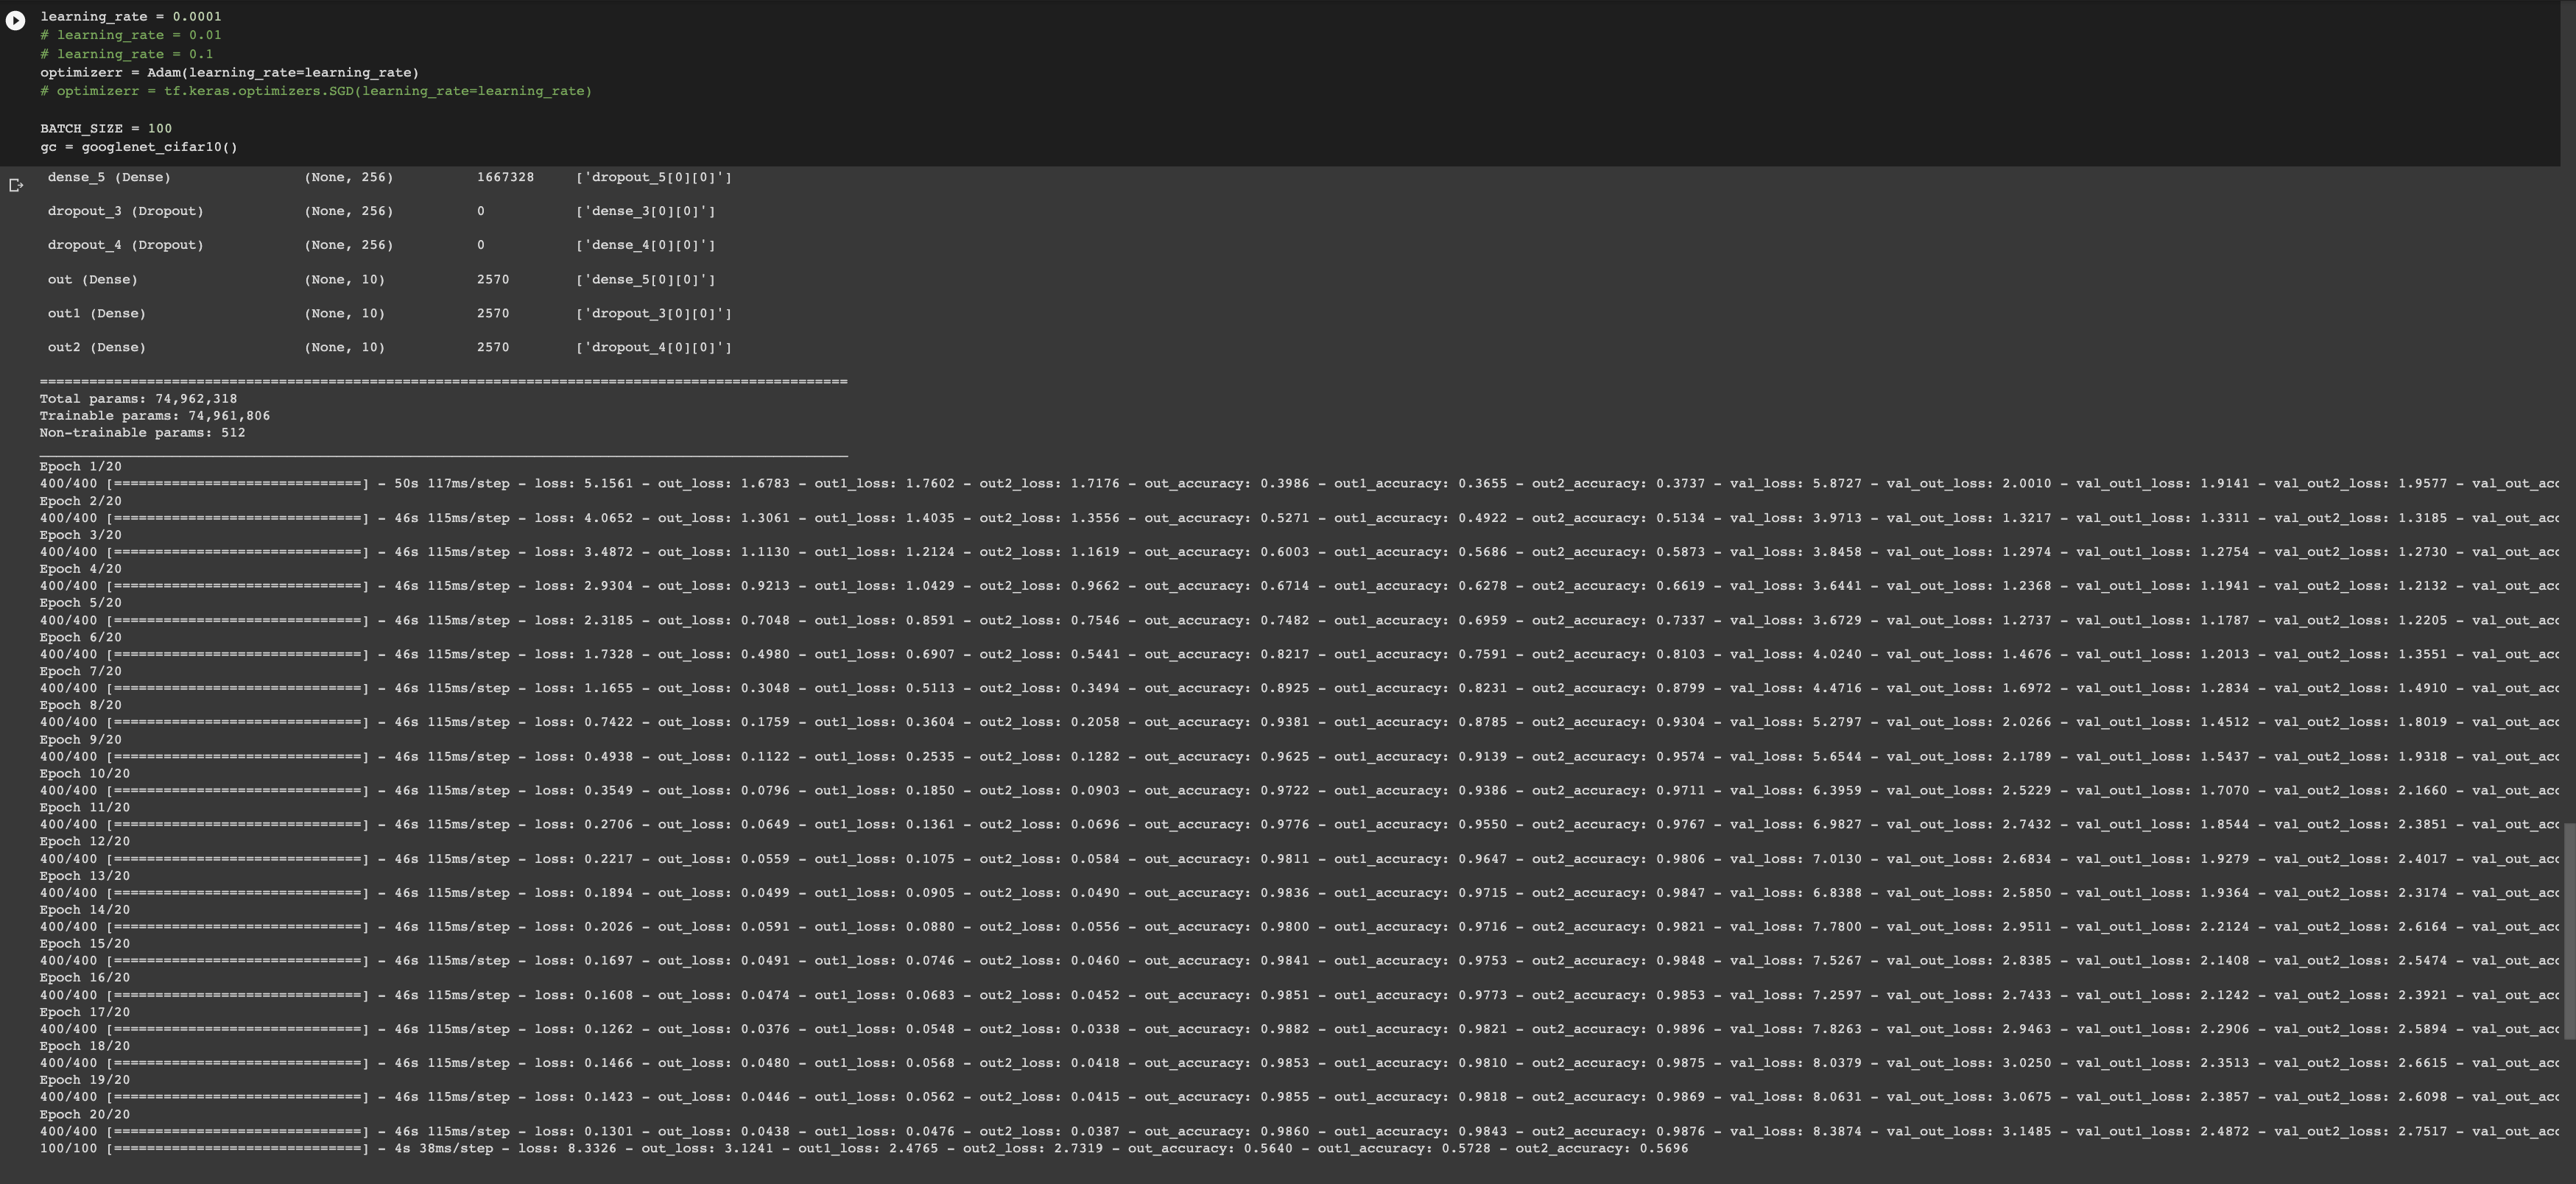 learning_rate = 0.0001
# learning_rate = 0.01
# learning_rate = 0.1
optimizerr = Adam(learning_rate=learning_rate)
# optimizerr = tf.keras.optimizers.SGD(learning_rate=learning_rate)
BATCH_SIZE = 100
gc = googlenet_cifar10()
dense_5 (Dense) (None, 256) 1667328 ['dropout_5[0][0]']
dropout_3 (Dropout) (None, 256) 0 ['dense_3[0][0]']
dropout_4 (Dropout) (None, 256) 0 ['dense_4[0][0]']
out (Dense) (None, 10) 2570 ['dense_5[0][0]']
out1 (Dense) (None, 10) 2570 ['dropout_3[0][0]']
out2 (Dense) (None, 10) 2570 ['dropout_4[0][0]']
==================================================================================================
Total params: 74,962,318
Trainable params: 74,961,806
Non-trainable params: 512
__________________________________________________________________________________________________
Epoch 1/20
400/400 [==============================] - 50s 117ms/step - loss: 5.1561 - out_loss: 1.6783 - out1_loss: 1.7602 - out2_loss: 1.7176 - out_accuracy: 0.3986 - out1_accuracy: 0.3655 - out2_accuracy: 0.3737 - val_loss: 5.8727 - val_out_loss: 2.0010 - val_out1_loss: 1.9141 - val_out2_loss: 1.9577 - val_out_acc
Epoch 2/20
400/400 [==============================] - 46s 115ms/step - loss: 4.0652 - out_loss: 1.3061 - out1_loss: 1.4035 - out2_loss: 1.3556 - out_accuracy: 0.5271 - out1_accuracy: 0.4922 - out2_accuracy: 0.5134 - val_loss: 3.9713 - val_out_loss: 1.3217 - val_out1_loss: 1.3311 - val_out2_loss: 1.3185 - val_out_acc
Epoch 3/20
400/400 [==============================] - 46s 115ms/step - loss: 3.4872 - out_loss: 1.1130 - out1_loss: 1.2124 - out2_loss: 1.1619 - out_accuracy: 0.6003 - out1_accuracy: 0.5686 - out2_accuracy: 0.5873 - val_loss: 3.8458 - val_out_loss: 1.2974 - val_out1_loss: 1.2754 - val_out2_loss: 1.2730 - val_out_acc
Epoch 4/20
400/400 [==============================] - 46s 115ms/step - loss: 2.9304 - out_loss: 0.9213 - out1_loss: 1.0429 - out2_loss: 0.9662 - out_accuracy: 0.6714 - out1_accuracy: 0.6278 - out2_accuracy: 0.6619 - val_loss: 3.6441 - val_out_loss: 1.2368 - val_out1_loss: 1.1941 - val_out2_loss: 1.2132 - val_out_acc
Epoch 5/20
400/400 [==============================] - 46s 115ms/step - loss: 2.3185 - out_loss: 0.7048 - out1_loss: 0.8591 - out2_loss: 0.7546 - out_accuracy: 0.7482 - out1_accuracy: 0.6959 - out2_accuracy: 0.7337 - val_loss: 3.6729 - val_out_loss: 1.2737 - val_out1_loss: 1.1787 - val_out2_loss: 1.2205 - val_out_acc
Epoch 6/20
400/400 [==============================] - 46s 115ms/step - loss: 1.7328 - out_loss: 0.4980 - out1_loss: 0.6907 - out2_loss: 0.5441 - out_accuracy: 0.8217 - out1_accuracy: 0.7591 - out2_accuracy: 0.8103 - val_loss: 4.0240 - val_out_loss: 1.4676 - val_out1_loss: 1.2013 - val_out2_loss: 1.3551 - val_out_acc
Epoch 7/20
400/400 [==============================] - 46s 115ms/step - loss: 1.1655 - out_loss: 0.3048 - out1_loss: 0.5113 - out2_loss: 0.3494 - out_accuracy: 0.8925 - out1_accuracy: 0.8231 - out2_accuracy: 0.8799 - val_loss: 4.4716 - val_out_loss: 1.6972 - val_out1_loss: 1.2834 - val_out2_loss: 1.4910 - val_out_acc
Epoch 8/20
400/400 [==============================] - 46s 115ms/step - loss: 0.7422 - out_loss: 0.1759 - out1_loss: 0.3604 - out2_loss: 0.2058 - out_accuracy: 0.9381 - out1_accuracy: 0.8785 - out2_accuracy: 0.9304 - val_loss: 5.2797 - val_out_loss: 2.0266 - val_out1_loss: 1.4512 - val_out2_loss: 1.8019 - val_out_acc
Epoch 9/20
400/400 [==============================] - 46s 115ms/step - loss: 0.4938 - out_loss: 0.1122 - out1_loss: 0.2535 - out2_loss: 0.1282 - out_accuracy: 0.9625 - out1_accuracy: 0.9139 - out2_accuracy: 0.9574 - val_loss: 5.6544 - val_out_loss: 2.1789 - val_out1_loss: 1.5437 - val_out2_loss: 1.9318 - val_out_acc
Epoch 10/20
400/400 [==============================] - 46s 115ms/step - loss: 0.3549 - out_loss: 0.0796 - out1_loss: 0.1850 - out2_loss: 0.0903 - out_accuracy: 0.9722 - out1_accuracy: 0.9386 - out2_accuracy: 0.9711 - val_loss: 6.3959 - val_out_loss: 2.5229 - val_out1_loss: 1.7070 - val_out2_loss: 2.1660 - val_out_acc
Epoch 11/20
400/400 [==============================] - 46s 115ms/step - loss: 0.2706 - out_loss: 0.0649 - out1_loss: 0.1361 - out2_loss: 0.0696 - out_accuracy: 0.9776 - out1_accuracy: 0.9550 - out2_accuracy: 0.9767 - val_loss: 6.9827 - val_out_loss: 2.7432 - val_out1_loss: 1.8544 - val_out2_loss: 2.3851 - val_out_acc
Epoch 12/20
400/400 [==============================] - 46s 115ms/step - loss: 0.2217 - out_loss: 0.0559 - out1_loss: 0.1075 - out2_loss: 0.0584 - out_accuracy: 0.9811 - out1_accuracy: 0.9647 - out2_accuracy: 0.9806 - val_loss: 7.0130 - val_out_loss: 2.6834 - val_out1_loss: 1.9279 - val_out2_loss: 2.4017 - val_out_acc
Epoch 13/20
400/400 [==============================] - 46s 115ms/step - loss: 0.1894 - out_loss: 0.0499 - out1_loss: 0.0905 - out2_loss: 0.0490 - out_accuracy: 0.9836 - out1_accuracy: 0.9715 - out2_accuracy: 0.9847 - val_loss: 6.8388 - val_out_loss: 2.5850 - val_out1_loss: 1.9364 - val_out2_loss: 2.3174 - val_out_acc
Epoch 14/20
400/400 [==============================] - 46s 115ms/step - loss: 0.2026 - out_loss: 0.0591 - out1_loss: 0.0880 - out2_loss: 0.0556 - out_accuracy: 0.9800 - out1_accuracy: 0.9716 - out2_accuracy: 0.9821 - val_loss: 7.7800 - val_out_loss: 2.9511 - val_out1_loss: 2.2124 - val_out2_loss: 2.6164 - val_out_acc
Epoch 15/20
400/400 [==============================] - 46s 115ms/step - loss: 0.1697 - out_loss: 0.0491 - out1_loss: 0.0746 - out2_loss: 0.0460 - out_accuracy: 0.9841 - out1_accuracy: 0.9753 - out2_accuracy: 0.9848 - val_loss: 7.5267 - val_out_loss: 2.8385 - val_out1_loss: 2.1408 - val_out2_loss: 2.5474 - val_out_acc
Epoch 16/20
400/400 [==============================] - 46s 115ms/step - loss: 0.1608 - out_loss: 0.0474 - out1_loss: 0.0683 - out2_loss: 0.0452 - out_accuracy: 0.9851 - out1_accuracy: 0.9773 - out2_accuracy: 0.9853 - val_loss: 7.2597 - val_out_loss: 2.7433 - val_out1_loss: 2.1242 - val_out2_loss: 2.3921 - val_out_acc
Epoch 17/20
400/400 [==============================] - 46s 115ms/step - loss: 0.1262 - out_loss: 0.0376 - out1_loss: 0.0548 - out2_loss: 0.0338 - out_accuracy: 0.9882 - out1_accuracy: 0.9821 - out2_accuracy: 0.9896 - val_loss: 7.8263 - val_out_loss: 2.9463 - val_out1_loss: 2.2906 - val_out2_loss: 2.5894 - val_out_acc
Epoch 18/20
400/400 [==============================] - 46s 115ms/step - loss: 0.1466 - out_loss: 0.0480 - out1_loss: 0.0568 - out2_loss: 0.0418 - out_accuracy: 0.9853 - out1_accuracy: 0.9810 - out2_accuracy: 0.9875 - val_loss: 8.0379 - val_out_loss: 3.0250 - val_out1_loss: 2.3513 - val_out2_loss: 2.6615 - val_out_acc
Epoch 19/20
400/400 [==============================] - 46s 115ms/step - loss: 0.1423 - out_loss: 0.0446 - out1_loss: 0.0562 - out2_loss: 0.0415 - out_accuracy: 0.9855 - out1_accuracy: 0.9818 - out2_accuracy: 0.9869 - val_loss: 8.0631 - val_out_loss: 3.0675 - val_out1_loss: 2.3857 - val_out2_loss: 2.6098 - val_out_acc
Epoch 20/20
400/400 [==============================] - 46s 115ms/step - loss: 0.1301 - out_loss: 0.0438 - out1_loss: 0.0476 - out2_loss: 0.0387 - out_accuracy: 0.9860 - out1_accuracy: 0.9843 - out2_accuracy: 0.9876 - val_loss: 8.3874 - val_out_loss: 3.1485 - val_out1_loss: 2.4872 - val_out2_loss: 2.7517 - val_out_acc
100/100 [==============================] - 4s 38ms/step - loss: 8.3326 - out_loss: 3.1241 - out1_loss: 2.4765 - out2_loss: 2.7319 - out_accuracy: 0.5640 - out1_accuracy: 0.5728 - out2_accuracy: 0.5696